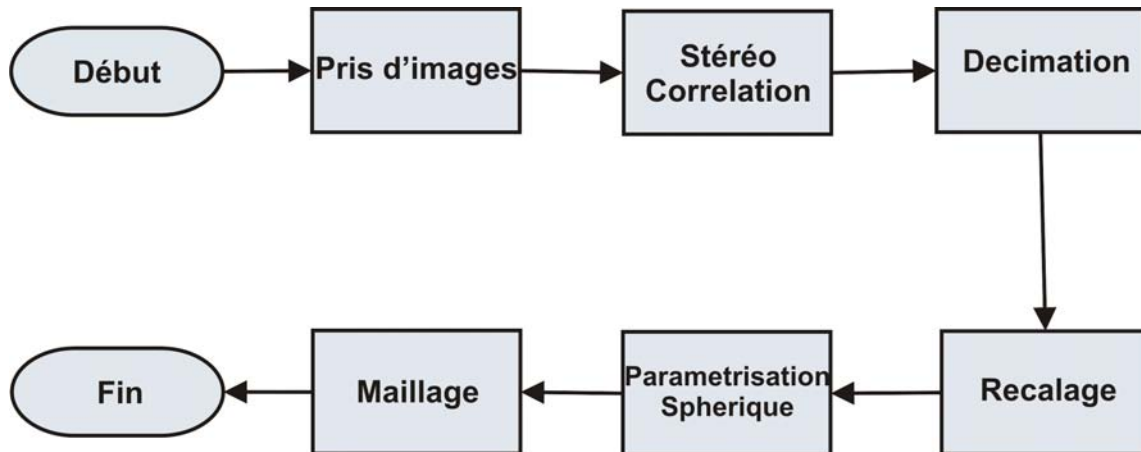 Début
Pris d’images
Stéréo
Correlation
Decimation
Recalage
Parametrisation
Spherique
Maillage
Fin